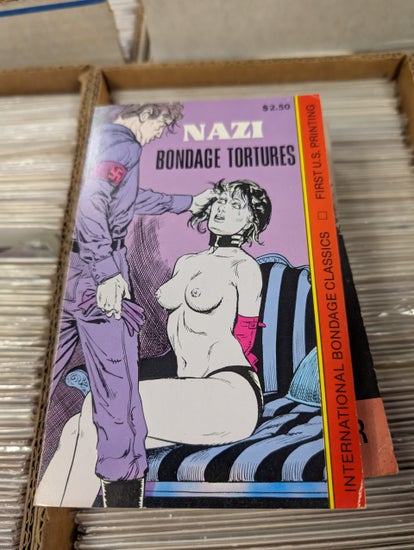 $2.50
NAZI
BONDAGE TORTURES
INTERNATIONAL BONDAGE CLASSICS □ FIRST U.S. PRINTING